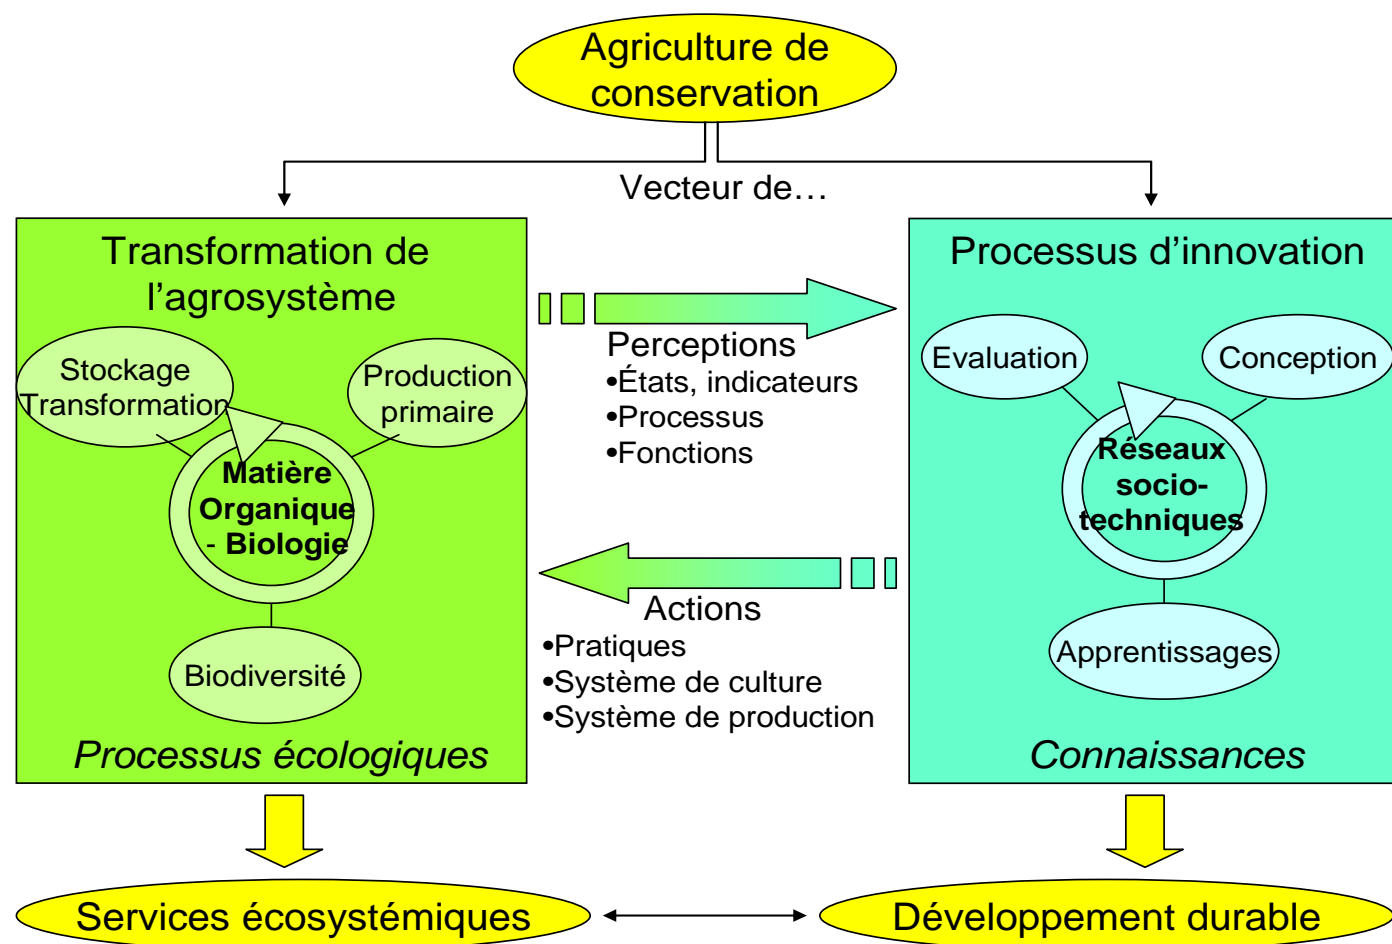 Agriculture de
conservation
Vecteur de…
Transformation de
l’agrosystème
Stockage
Transformation
Production
primaire
Matière
Organique
- Biologie
Biodiversité
Processus écologiques
Perceptions
•États, indicateurs
•Processus
•Fonctions
Actions
•Pratiques
•Système de culture
•Système de production
Processus d’innovation
Evaluation
Conception
Réseaux
socio-
techniques
Apprentissages
Connaissances
Services écosystémiques
Développement durable